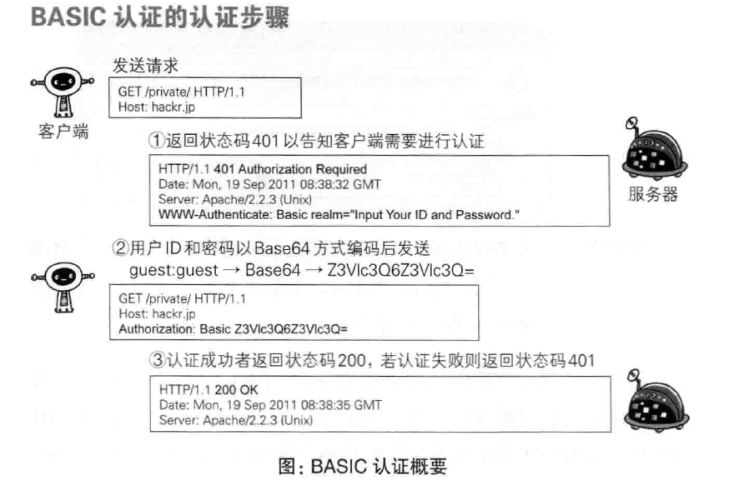 BASIC 认证的认证步骤
发送请求
GET /private/ HTTP/1.1
Host: hackr.jp
客户端
①返回状态码401以告知客户端需要进行认证
HTTP/1.1 401 Authorization Required
Date: Mon, 19 Sep 2011 08:38:32 GMT
Server: Apache/2.2.3 (Unix)
WWW-Authenticate: Basic realm="Input Your ID and Password."
服务器
②用户ID和密码以Base64方式编码后发送
guest:guest → Base64 → Z3Vlc3Q6Z3Vlc3Q=
GET /private/ HTTP/1.1
Host: hackr.jp
Authorization: Basic Z3Vlc3Q6Z3Vlc3Q=
③认证成功者返回状态码200，若认证失败则返回状态码401
HTTP/1.1 200 OK
Date: Mon, 19 Sep 2011 08:38:35 GMT
Server: Apache/2.2.3 (Unix)
图：BASIC 认证概要